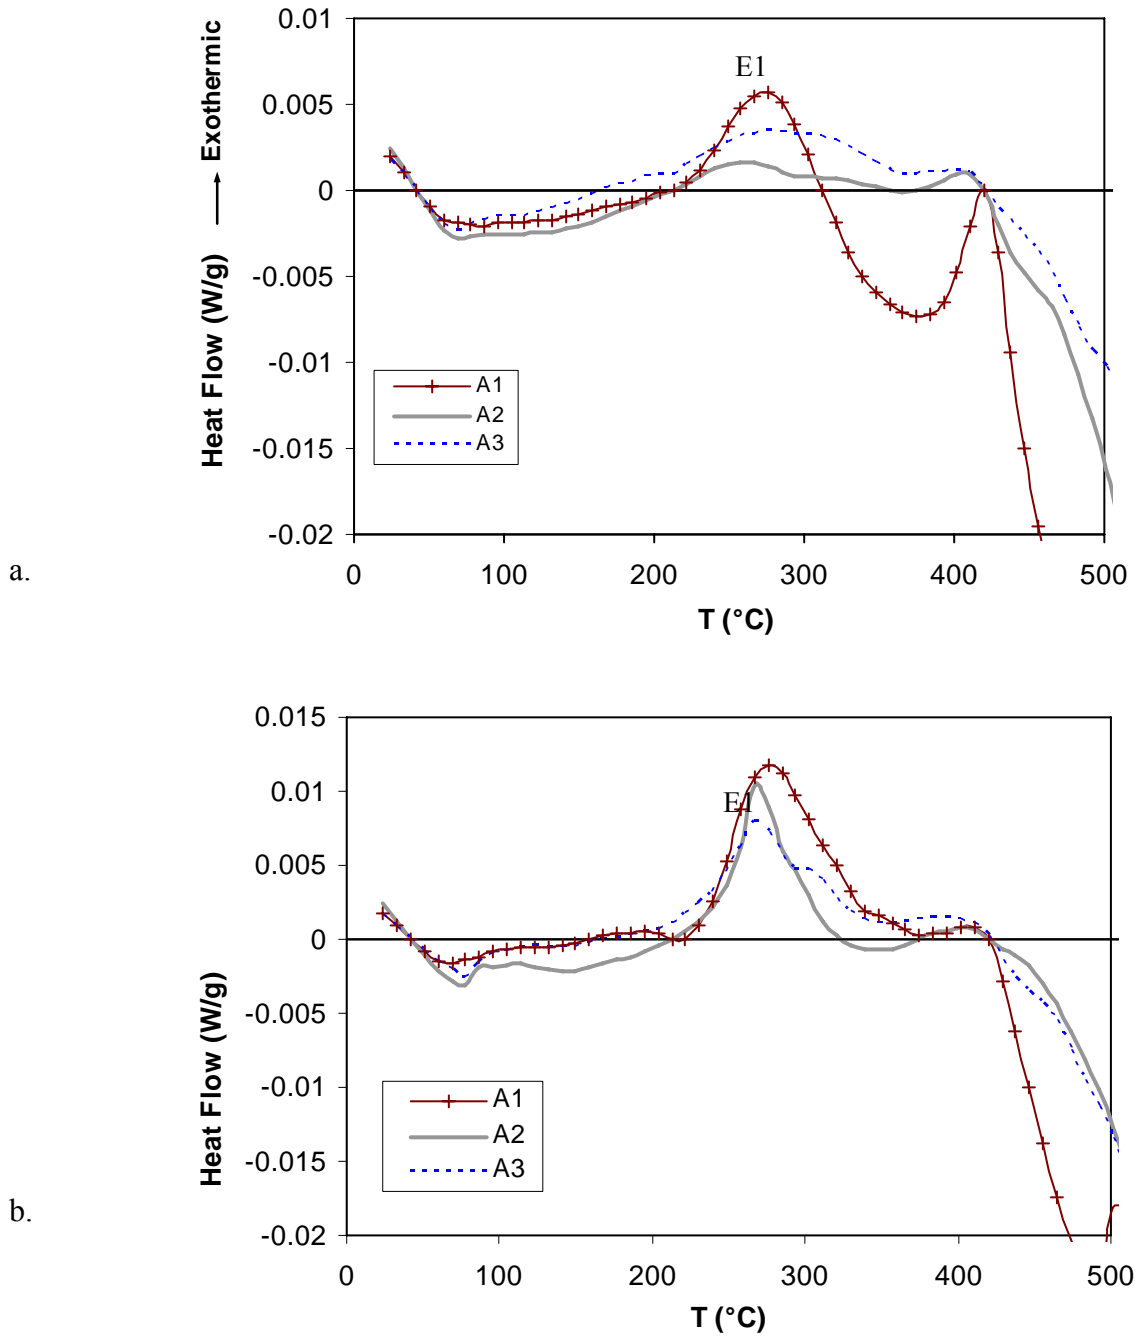 0.01
0.005
0
-0.005
-0.01
-0.015
-0.02
Heat Flow (W/g) → Exothermic
E1
A1
A2
A3
0 100 200 300 400 500
T (°C)
a.
0.015
0.01
0.005
0
-0.005
-0.01
-0.015
-0.02
Heat Flow (W/g)
E1
A1
A2
A3
0 100 200 300 400 500
T (°C)
b.